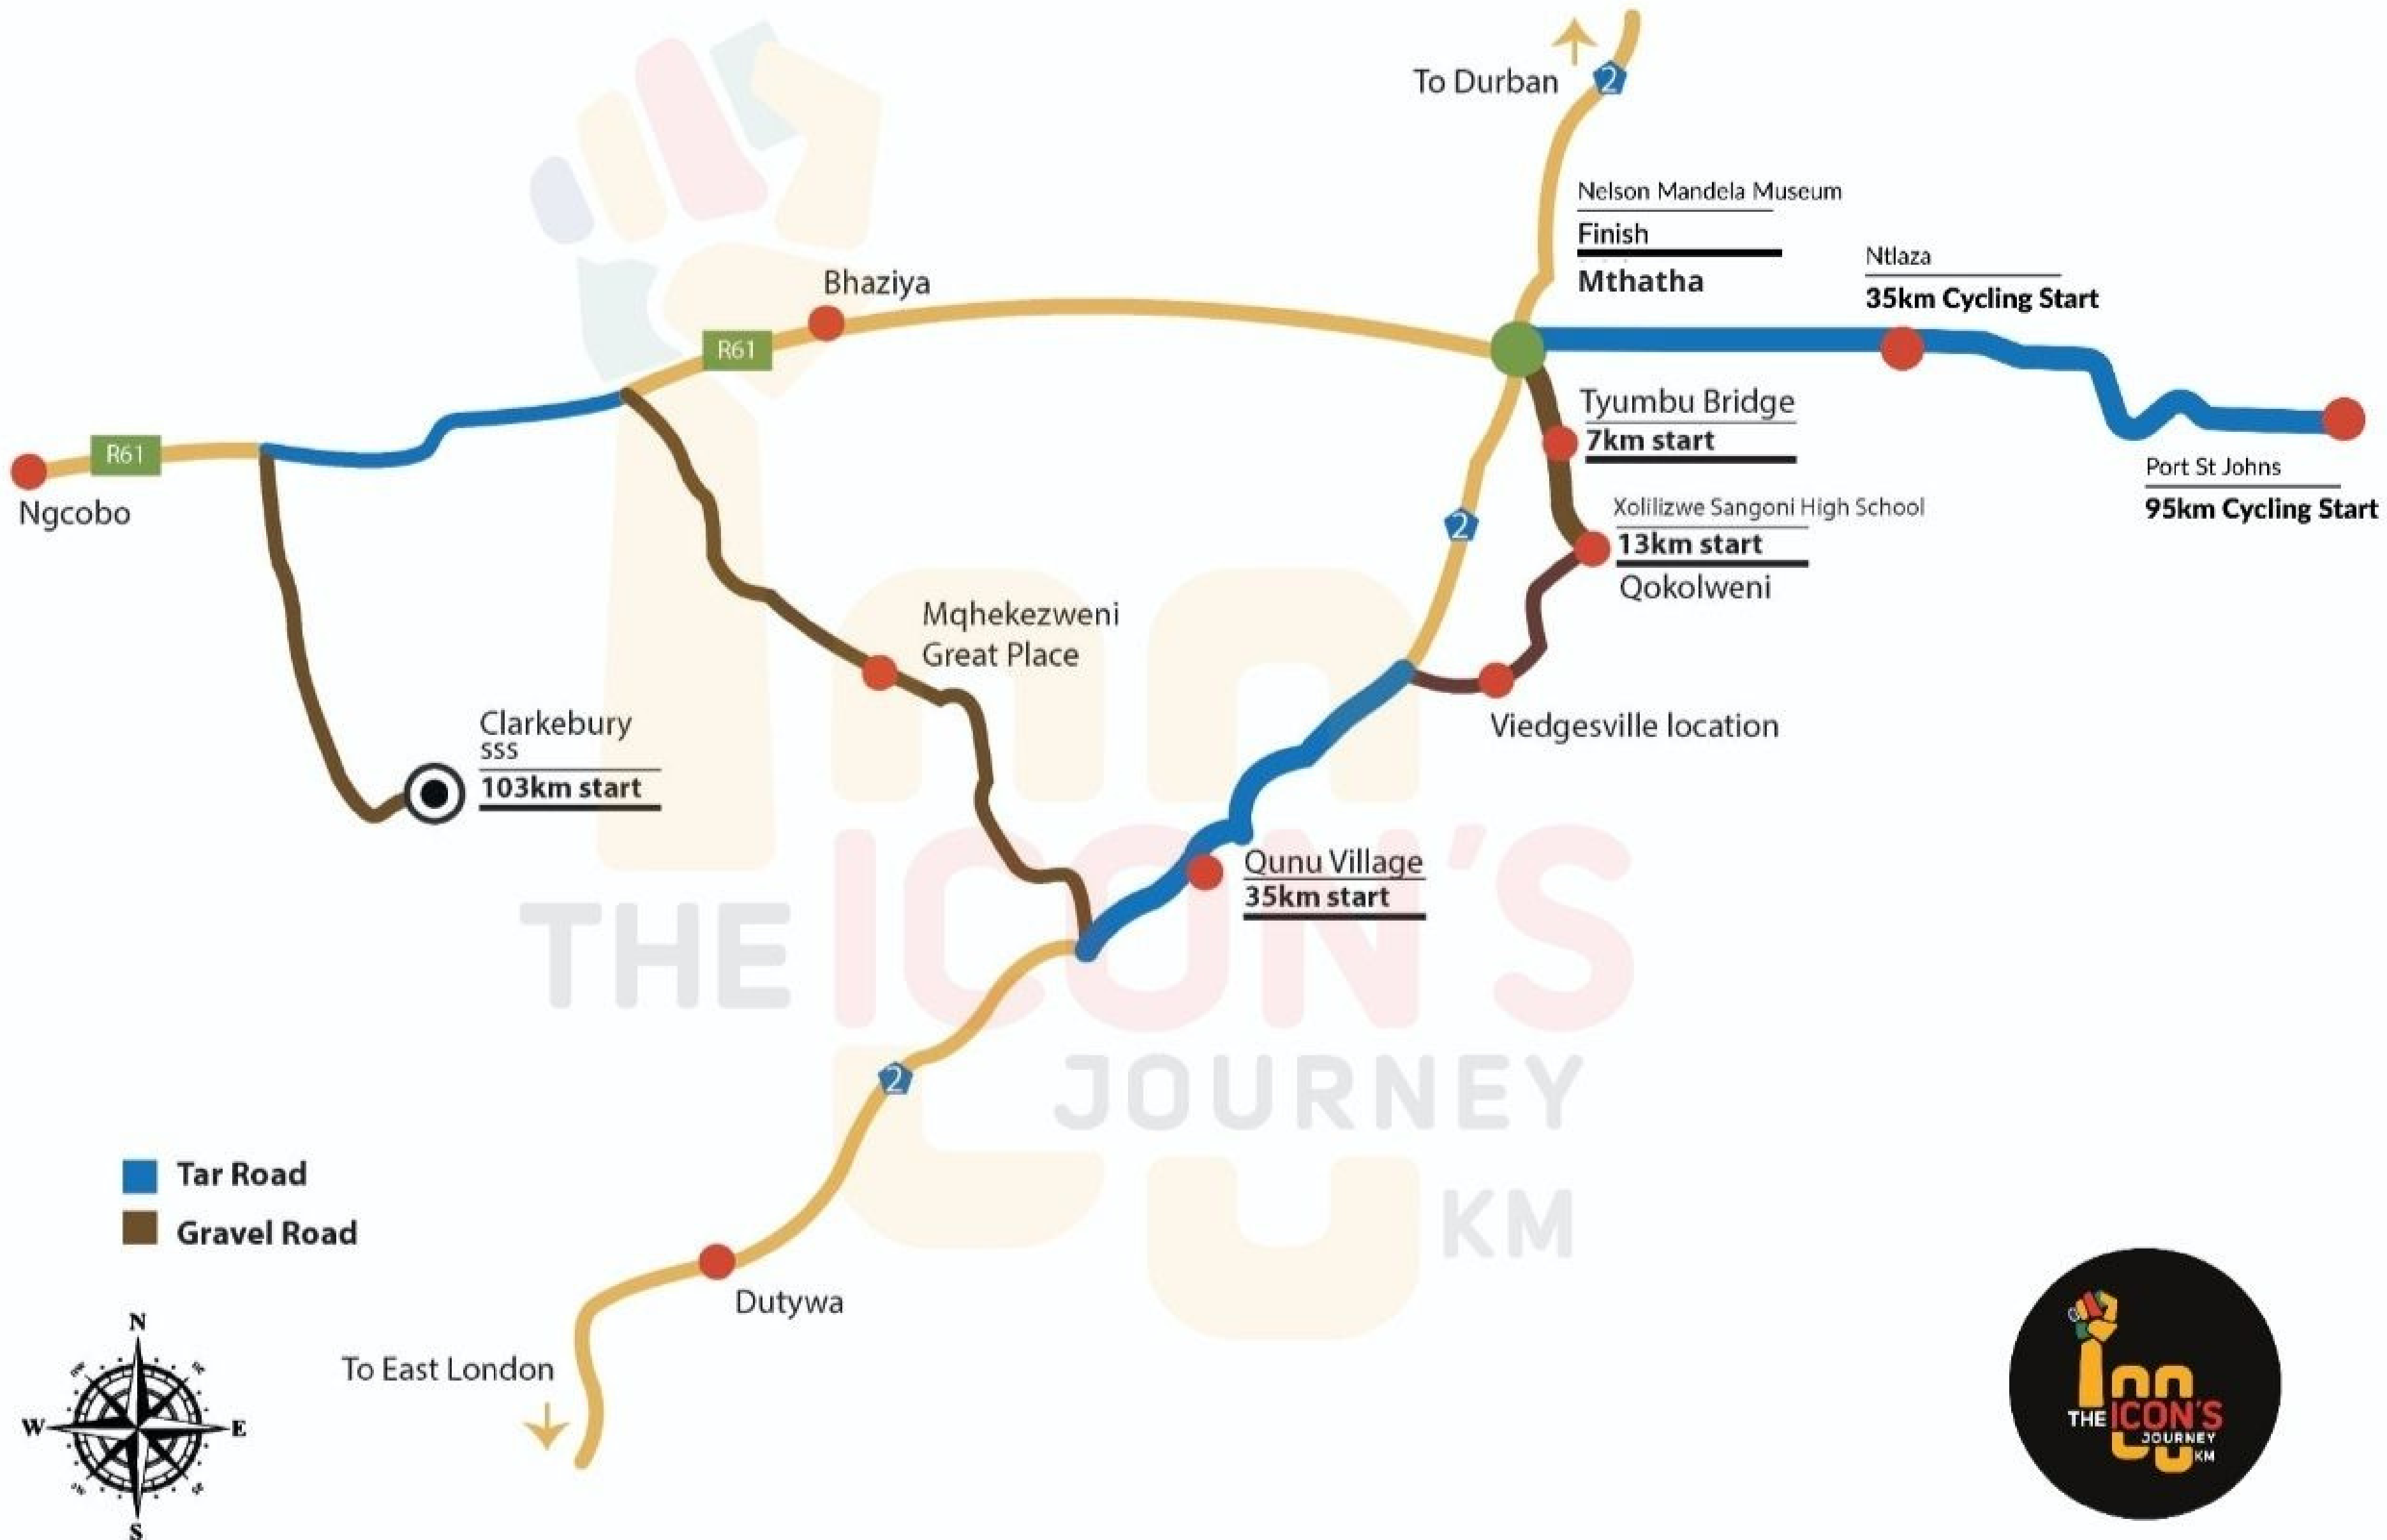 To Durban
2
Nelson Mandela Museum
Finish
Mthatha
Ntlaza
35km Cycling Start
Bhaziya
R61
R61
Ngcobo
Tyumbu Bridge
7km start
Port St Johns
95km Cycling Start
Xolilizwe Sangoni High School
13km start
Qokolweni
2
Mqhekezweni
Great Place
Clarkebury
sss
103km start
Viedgesville location
Qunu Village
35km start
THE ICON'S
JOURNEY
KM
2
Tar Road
Gravel Road
Dutywa
To East London
N
W
E
S
THE ICON'S
JOURNEY
KM